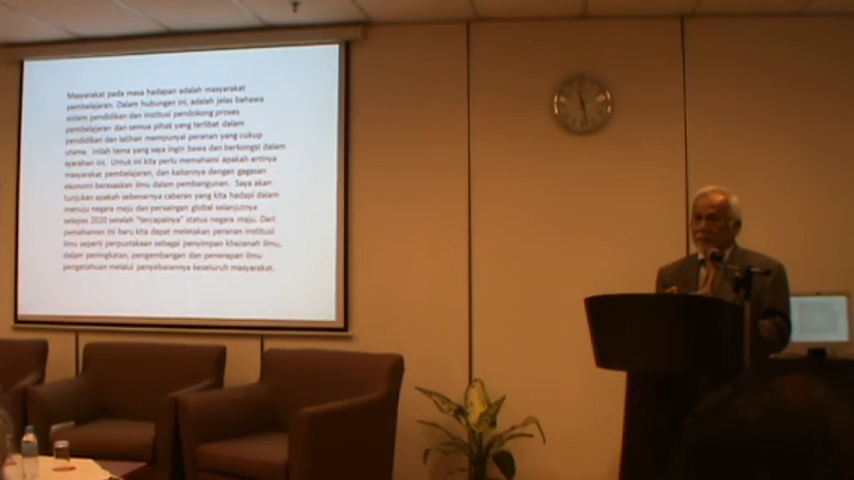 Masyarakat pada masa hadapan adalah masyarakat
pembelajaran. Dalam hubungan ini, adalah jelas bahawa
sistem pendidikan dan institusi pendokong proses
pembelajaran dan semua pihak yang terlibat dalam
pendidikan dan latihan mempunyai peranan yang cukup
utama. Inilah tema yang saya ingin bawa dan berkongsi dalam
syarahan ini. Untuk ini kita perlu memahami apakah ertinya
masyarakat pembelajaran, dan kaitannya dengan gagasan
ekonomi berasaskan ilmu dalam pembangunan. Saya akan
tunjukan apakah sebenarnya cabaran yang kita hadapi dalam
menuju negara maju dan persaingan global selanjutnya
selepas 2020 setelah "tercapainya" status negara maju. Dari
pemahaman ini baru kita dapat meletakan peranan institusi
ilmu seperti perpustakaan sebagai penyimpan khazanah ilmu,
dalam peningkatan, pengembangan dan penerapan ilmu
pengetahuan melalui penyebarannya keseluruh masyarakat.